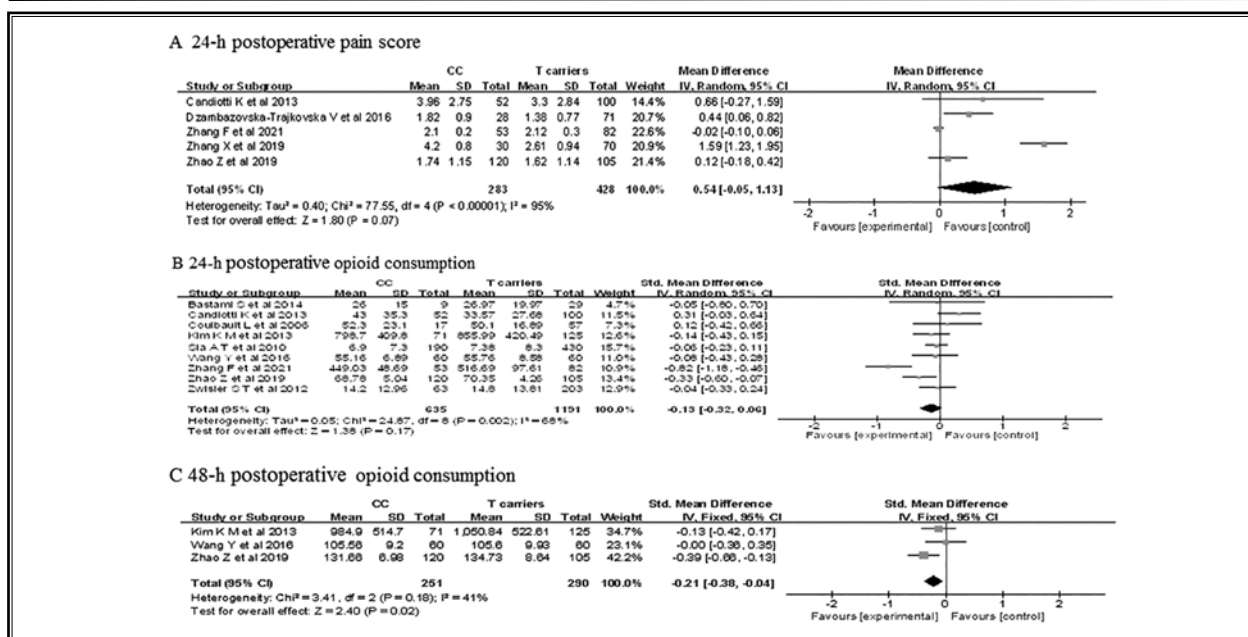 A 24-h postoperative pain score
CC T carriers Mean Difference Mean Difference
Study or Subgroup Mean SD Total Mean SD Total Weight IV, Random, 95% CI IV, Random, 95% CI
Candiotti K et al 2013 3.96 2.75 52 3.3 2.84 100 14.4% 0.66 [-0.27, 1.59]
Dzambazovska-Trajkovska V et al 2016 1.82 0.9 28 1.38 0.77 71 20.7% 0.44 [0.06, 0.82]
Zhang F et al 2021 2.1 0.2 53 2.12 0.3 82 22.6% -0.02 [-0.10, 0.06]
Zhang X et al 2019 4.2 0.8 30 2.61 0.94 70 20.9% 1.59 [1.23, 1.95]
Zhao Z et al 2019 1.74 1.15 120 1.62 1.14 105 21.4% 0.12 [-0.18, 0.42]
Total (95% CI) 283 428 100.0% 0.54 [-0.05, 1.13]
Heterogeneity: Tau² = 0.40; Chi² = 77.55, df = 4 (P < 0.00001); I² = 95%
Test for overall effect: Z = 1.80 (P = 0.07)
-2 -1 0 1 2
Favours [experimental] Favours [control]
B 24-h postoperative opioid consumption
CC T carriers Std. Mean Difference Std. Mean Difference
Study or Subgroup Mean SD Total Mean SD Total Weight IV, Random, 95% CI IV, Random, 95% CI
Bastami S et al 2014 26 15 9 26.97 19.97 29 4.7% -0.05 [-0.80, 0.70]
Candiotti K et al 2013 43 35.3 52 33.57 27.68 100 11.5% 0.31 [-0.03, 0.64]
Coulbault L et al 2006 52.3 23.1 17 50.1 16.89 57 7.3% 0.12 [-0.42, 0.66]
Kim K M et al 2013 798.7 409.8 71 855.99 420.49 125 12.6% -0.14 [-0.43, 0.15]
Sia A T et al 2010 6.9 7.3 190 7.38 8.3 430 15.7% -0.06 [-0.23, 0.11]
Wang Y et al 2016 55.16 6.89 60 55.76 8.58 60 11.0% -0.08 [-0.43, 0.28]
Zhang F et al 2021 449.03 48.69 53 516.69 97.61 82 10.9% -0.82 [-1.18, -0.46]
Zhao Z et al 2019 68.78 5.04 120 70.35 4.26 105 13.4% -0.33 [-0.60, -0.07]
Zwisler S T et al 2012 14.2 12.96 63 14.8 13.81 203 12.9% -0.04 [-0.33, 0.24]
Total (95% CI) 635 1191 100.0% -0.13 [-0.32, 0.06]
Heterogeneity: Tau² = 0.05; Chi² = 24.87, df = 8 (P = 0.002); I² = 68%
Test for overall effect: Z = 1.38 (P = 0.17)
-2 -1 0 1 2
Favours [experimental] Favours [control]
C 48-h postoperative opioid consumption
CC T carriers Std. Mean Difference Std. Mean Difference
Study or Subgroup Mean SD Total Mean SD Total Weight IV, Fixed, 95% CI IV, Fixed, 95% CI
Kim K M et al 2013 984.9 514.7 71 1,050.84 522.61 125 34.7% -0.13 [-0.42, 0.17]
Wang Y et al 2016 105.56 9.2 60 105.6 9.93 60 23.1% -0.00 [-0.36, 0.35]
Zhao Z et al 2019 131.66 6.98 120 134.73 8.64 105 42.2% -0.39 [-0.66, -0.13]
Total (95% CI) 251 290 100.0% -0.21 [-0.38, -0.04]
Heterogeneity: Chi² = 3.41, df = 2 (P = 0.18); I² = 41%
Test for overall effect: Z = 2.40 (P = 0.02)
-2 -1 0 1 2
Favours [experimental] Favours [control]